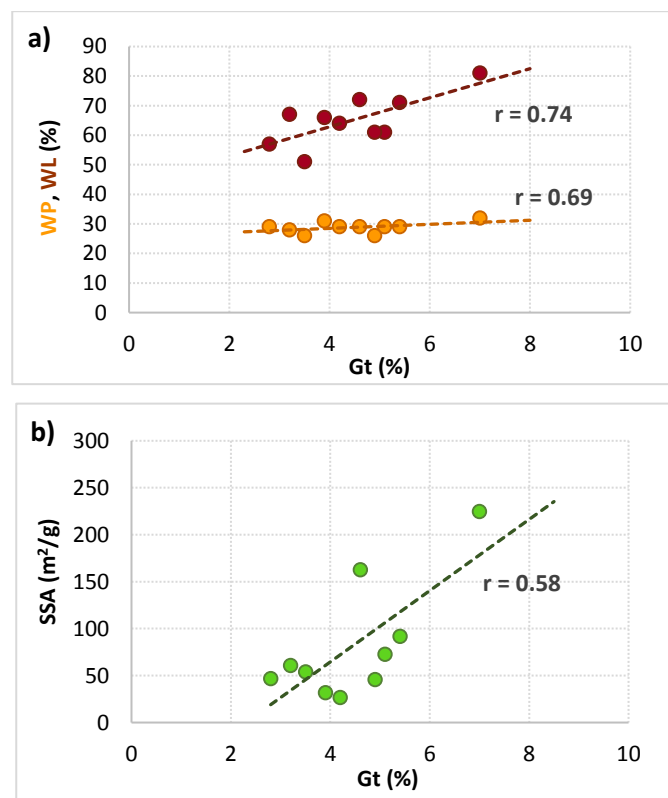 a)
90
80
70
60
50
40
30
20
10
0
WP, WL (%)
r = 0.74
r = 0.69
0 2 4 6 8 10
Gt (%)
b)
300
250
200
150
100
50
0
SSA (m²/g)
r = 0.58
0 2 4 6 8 10
Gt (%)